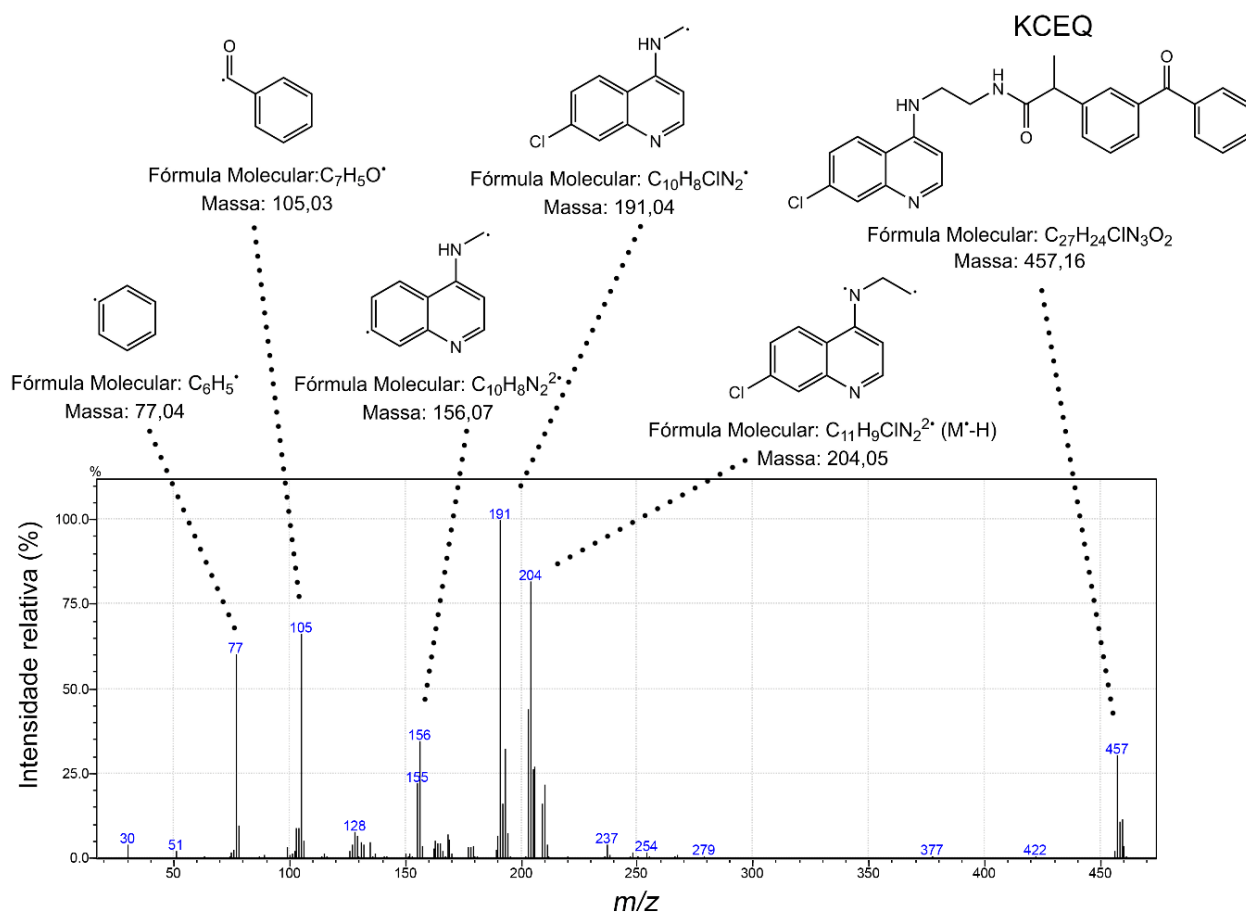 KCEQ
O
HN
Cl
N
HN
N
H
N
O
O
Cl
N
Fórmula Molecular:C₇H₅O•
Massa: 105,03
Fórmula Molecular: C₁₀H₈ClN₂•
Massa: 191,04
Fórmula Molecular: C₂₇H₂₄ClN₃O₂
Massa: 457,16
HN
N
•N
Cl
N
Fórmula Molecular: C₆H₅•
Massa: 77,04
Fórmula Molecular: C₁₀H₈N₂²•
Massa: 156,07
Fórmula Molecular: C₁₁H₉ClN₂²• (M•-H)
Massa: 204,05
%
Intensidade relativa (%)
100.0
75.0
50.0
25.0
0.0
30
51
77
105
128
155
156
191
204
237
254
279
377
422
457
50
100
150
200
250
300
350
400
450
m/z